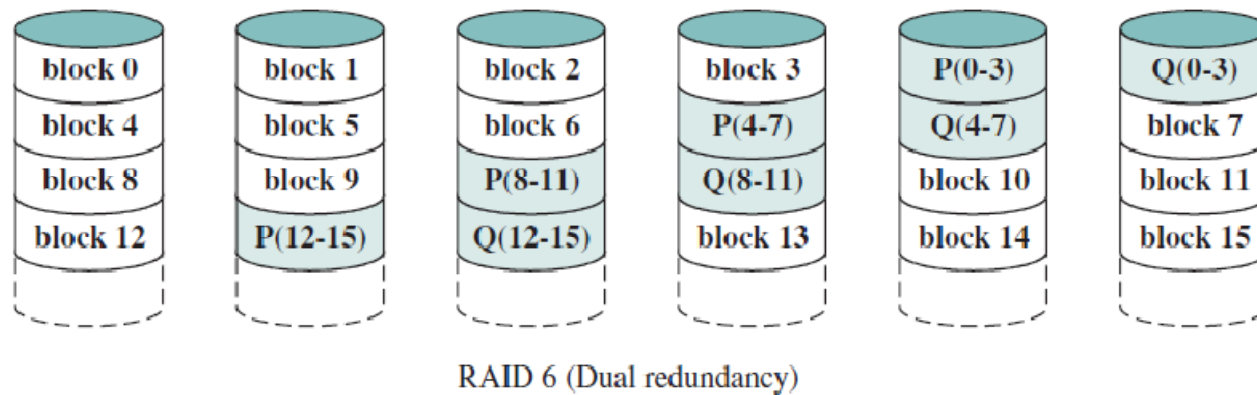 block 0 block 1 block 2 block 3 P(0-3) Q(0-3)
block 4 block 5 block 6 P(4-7) Q(4-7) block 7
block 8 block 9 P(8-11) Q(8-11) block 10 block 11
block 12 P(12-15) Q(12-15) block 13 block 14 block 15
RAID 6 (Dual redundancy)